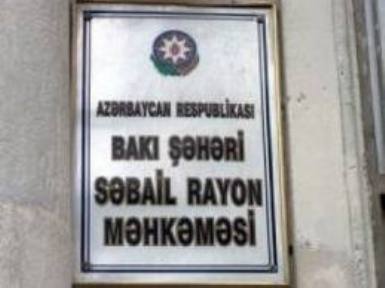 AZƏRBAYCAN RESPUBLİKASI
BAKI ŞƏHƏRİ
SƏBAİL RAYON
MƏHKƏMƏSİ